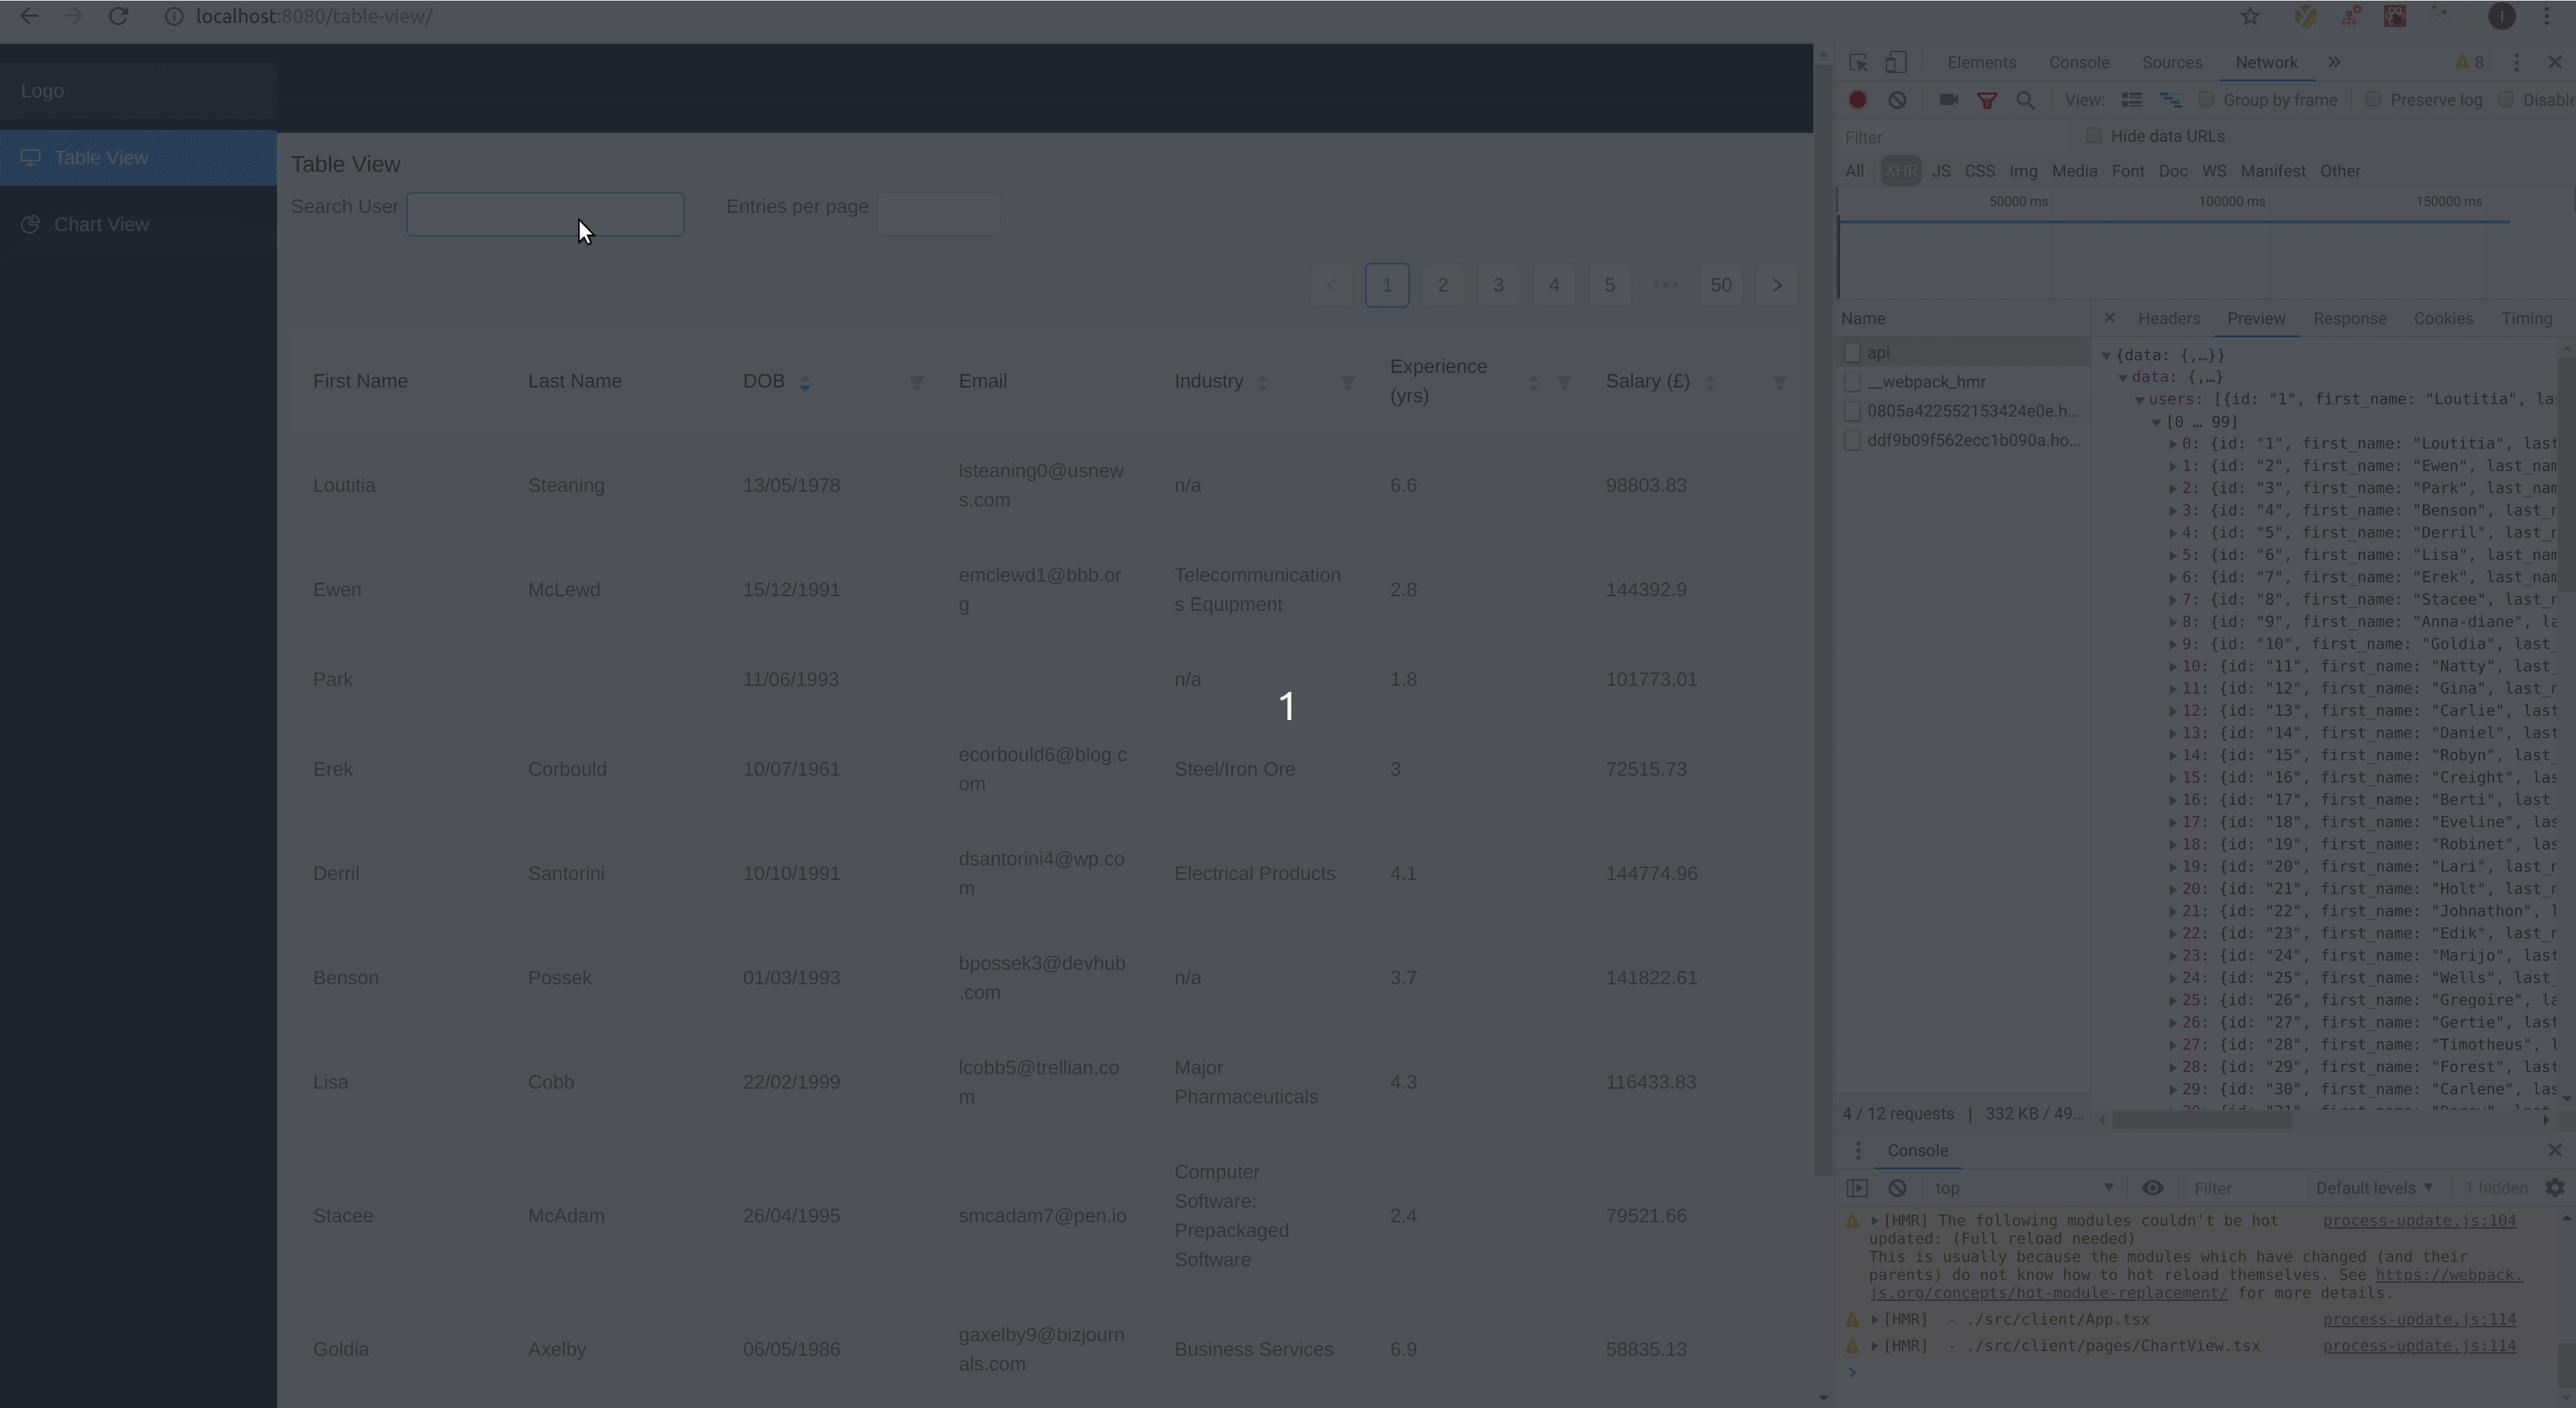 localhost:8080/table-view/
Logo
Table View
Chart View
Table View
Search User
Entries per page
1 2 3 4 5 ••• 50
First Name Last Name DOB Email Industry Experience (yrs) Salary (£)
Loutitia Steaning 13/05/1978 lsteaning0@usnew n/a 6.6 98803.83
s.com
Ewen McLewd 15/12/1991 emclewd1@bbb.or Telecommunication 2.8 144392.9
g s Equipment
Park 11/06/1993 n/a 1.8 101773.01
1
Erek Corbould 10/07/1961 ecorbould6@blog.c Steel/Iron Ore 3 72515.73
om
Derril Santorini 10/10/1991 dsantorini4@wp.co Electrical Products 4.1 144774.96
m
Benson Possek 01/03/1993 bpossek3@devhub n/a 3.7 141822.61
.com
Lisa Cobb 22/02/1999 lcobb5@trellian.co Major 4.3 116433.83
m Pharmaceuticals
Stacee McAdam 26/04/1995 smcadam7@pen.io Computer 2.4 79521.66
Software:
Prepackaged
Software
Goldia Axelby 06/05/1986 gaxelby9@bizjourn Business Services 6.9 58835.13
als.com
Elements Console Sources Network » 8
View: Group by frame Preserve log Disable
Filter Hide data URLs
All XHR JS CSS Img Media Font Doc WS Manifest Other
50000 ms 100000 ms 150000 ms
Name
api
__webpack_hmr
0805a422552153424e0e.h...
ddf9b09f562ecc1b090a.ho...
4 / 12 requests | 332 KB / 49...
Headers Preview Response Cookies Timing
{data: {,…}}
data: {,…}
users: [{id: "1", first_name: "Loutitia", la
[0 … 99]
0: {id: "1", first_name: "Loutitia", last
1: {id: "2", first_name: "Ewen", last_nam
2: {id: "3", first_name: "Park", last_nam
3: {id: "4", first_name: "Benson", last_n
4: {id: "5", first_name: "Derril", last_n
5: {id: "6", first_name: "Lisa", last_nam
6: {id: "7", first_name: "Erek", last_nam
7: {id: "8", first_name: "Stacee", last_n
8: {id: "9", first_name: "Anna-diane", la
9: {id: "10", first_name: "Goldia", last_
10: {id: "11", first_name: "Natty", last_
11: {id: "12", first_name: "Gina", last_n
12: {id: "13", first_name: "Carlie", last
13: {id: "14", first_name: "Daniel", last
14: {id: "15", first_name: "Robyn", last_
15: {id: "16", first_name: "Creight", las
16: {id: "17", first_name: "Berti", last_
17: {id: "18", first_name: "Eveline", las
18: {id: "19", first_name: "Robinet", las
19: {id: "20", first_name: "Lari", last_n
20: {id: "21", first_name: "Holt", last_n
21: {id: "22", first_name: "Johnathon", l
22: {id: "23", first_name: "Edik", last_n
23: {id: "24", first_name: "Marijo", last
24: {id: "25", first_name: "Wells", last_
25: {id: "26", first_name: "Gregoire", la
26: {id: "27", first_name: "Gertie", last
27: {id: "28", first_name: "Timotheus", l
28: {id: "29", first_name: "Forest", last
29: {id: "30", first_name: "Carlene", las
Console
top Filter Default levels 1 hidden
[HMR] The following modules couldn't be hot process-update.js:104
updated: (Full reload needed)
This is usually because the modules which have changed (and their
parents) do not know how to hot reload themselves. See https://webpack.
js.org/concepts/hot-module-replacement/ for more details.
[HMR] - ./src/client/App.tsx process-update.js:114
[HMR] - ./src/client/pages/ChartView.tsx process-update.js:114